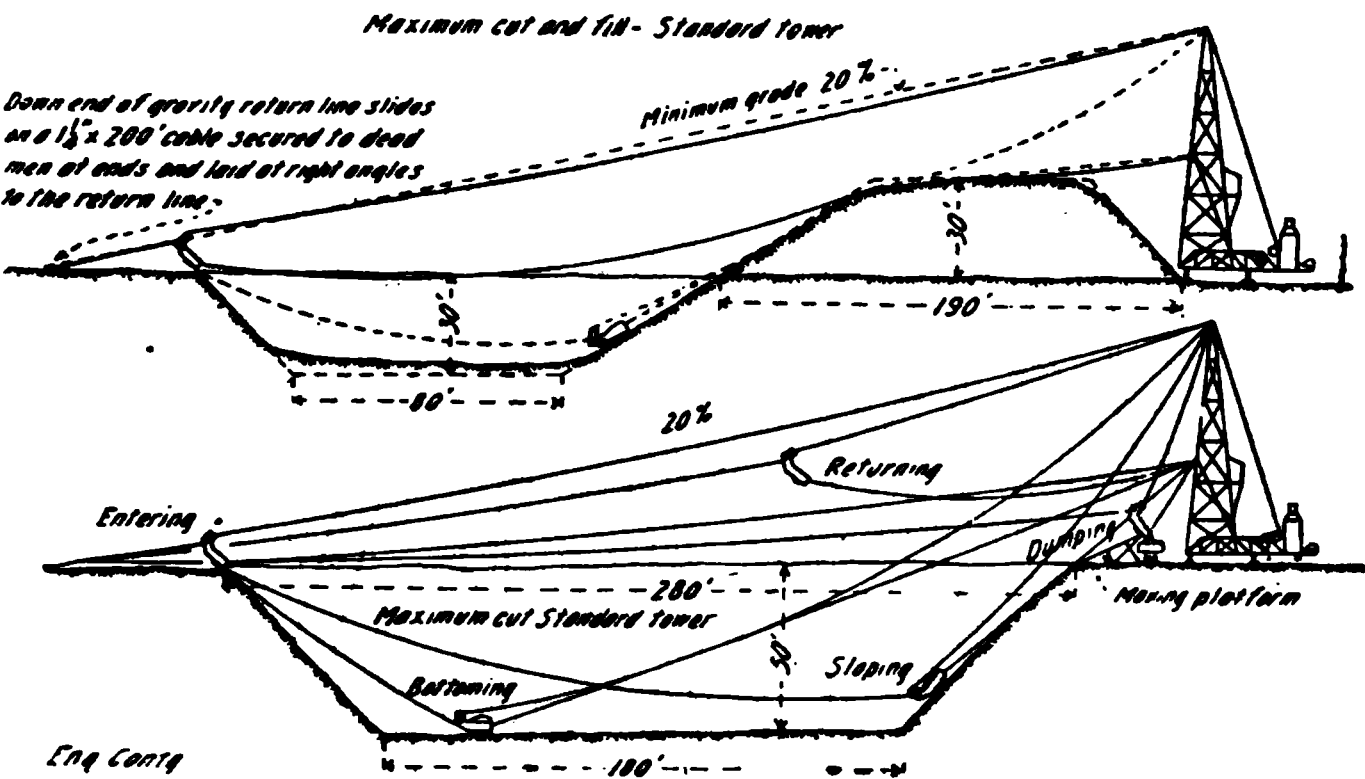 Maximum cut and fill - Standard tower
Down end of gravity return line slides
on a 1¼" x 200' cable secured to dead
men at ends and laid at right angles
to the return line
Minimum grade 20%
30'
30'
190'
80'
20%
Returning
Entering
Dumping
280'
Moving platform
Maximum cut Standard tower
50'
Sloping
Bottoming
Eng Contg
180'